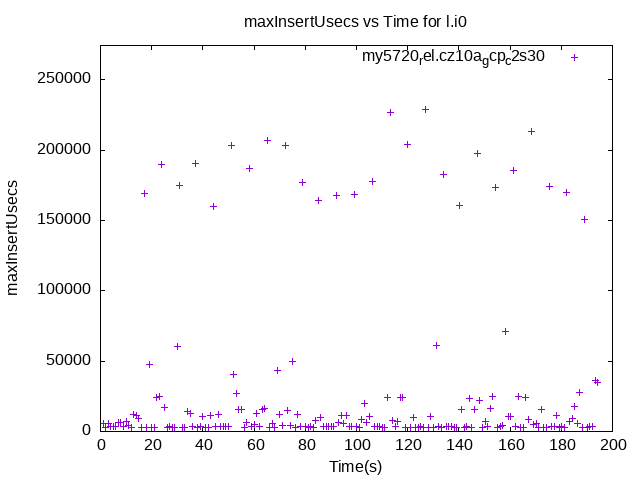 maxInsertUsecs vs Time for l.i0
my5720rel.cz10agcpc2s30
250000
200000
150000
100000
50000
0
maxInsertUsecs
0 20 40 60 80 100 120 140 160 180 200
Time(s)